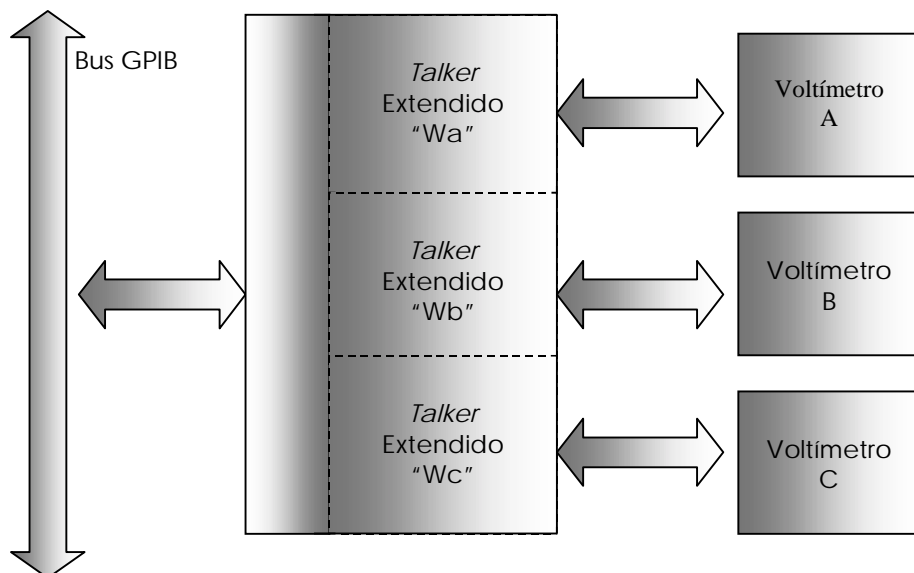 Bus GPIB
Talker
Extendido
“Wa”
Voltímetro
A
Talker
Extendido
“Wb”
Voltímetro
B
Talker
Extendido
“Wc”
Voltímetro
C